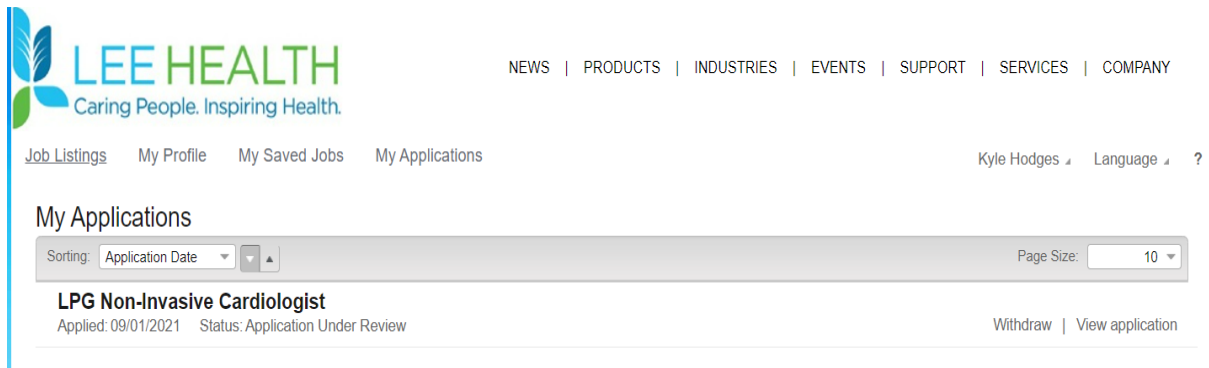 LEE HEALTH
Caring People. Inspiring Health.
NEWS | PRODUCTS | INDUSTRIES | EVENTS | SUPPORT | SERVICES | COMPANY
Job Listings My Profile My Saved Jobs My Applications
Kyle Hodges Language ?
My Applications
Sorting: Application Date Page Size: 10
LPG Non-Invasive Cardiologist
Applied: 09/01/2021 Status: Application Under Review
Withdraw | View application